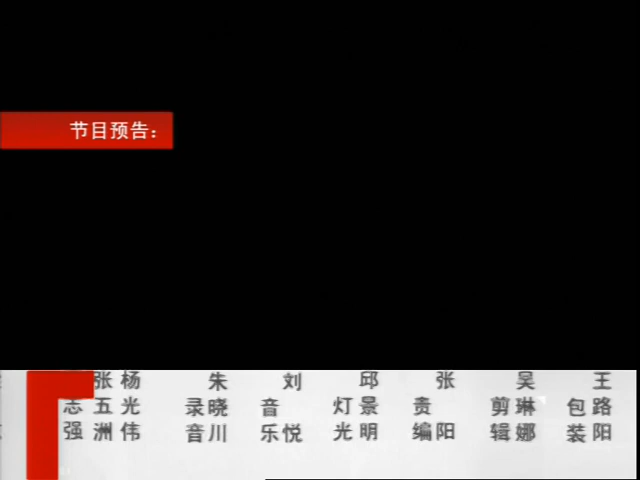 节目预告：
志强
张五洲
杨光伟
录音
朱晓川
音乐
刘悦
灯光
邱景明
责编
张阳
剪辑
吴琳娜
包装
王路阳